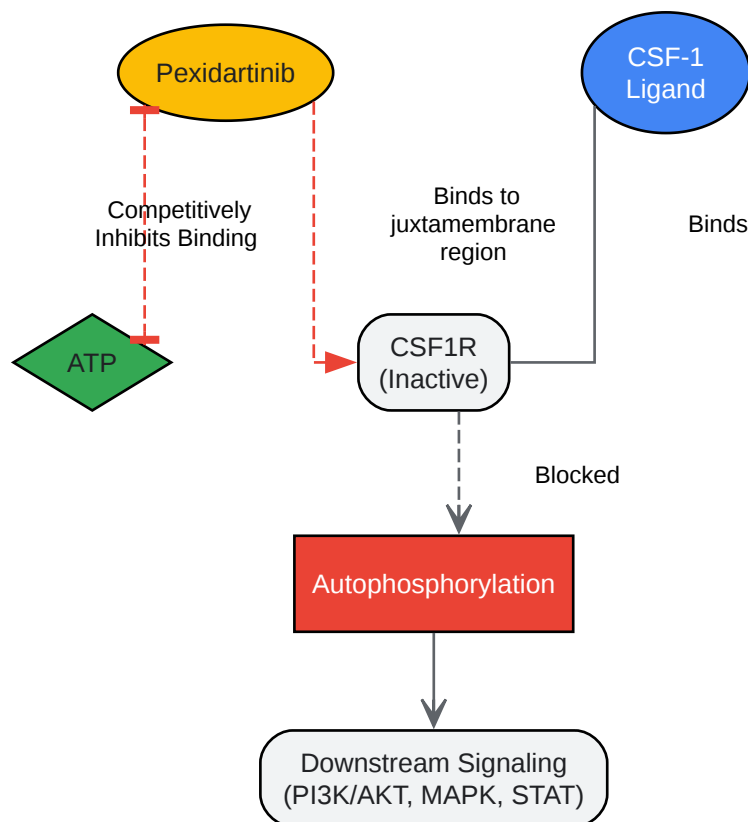 Pexidartinib
CSF-1
Ligand
Competitively
Inhibits Binding
Binds to
juxtamembrane
region
Binds
ATP
CSF1R
(Inactive)
Blocked
Autophosphorylation
Downstream Signaling
(PI3K/AKT, MAPK, STAT)